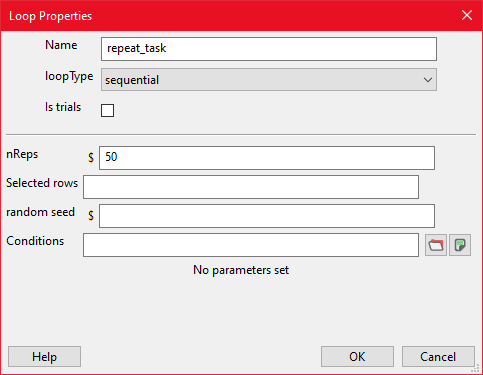 Loop Properties
Name repeat_task
loopType sequential
Is trials
nReps $ 50
Selected rows
random seed $
Conditions
No parameters set
Help OK Cancel